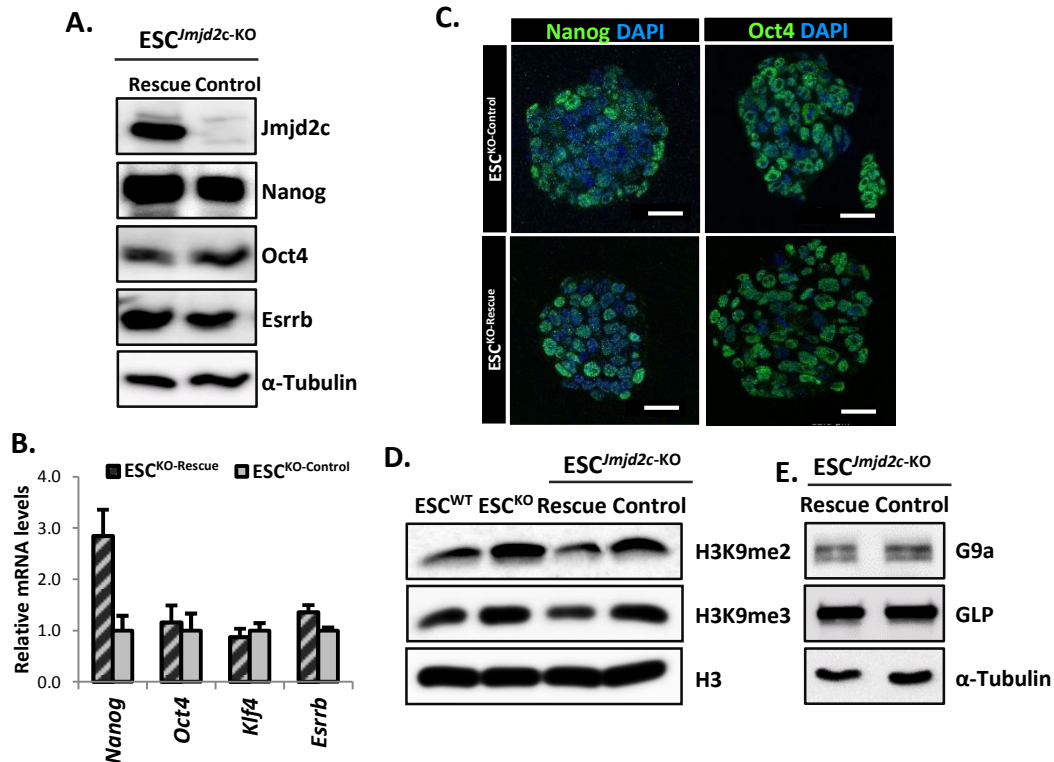 A.
ESCJmjd2c-KO
Rescue Control
Jmjd2c
Nanog
Oct4
Esrrb
α-Tubulin
B.
ESCKO-Rescue ESCKO-Control
Relative mRNA levels
4.0
3.0
2.0
1.0
0.0
Nanog
Oct4
Klf4
Esrrb
C.
Nanog DAPI
Oct4 DAPI
ESCKO-Control
ESCKO-Rescue
D.
ESCJmjd2c-KO
ESCWT ESCKO Rescue Control
H3K9me2
H3K9me3
H3
E.
ESCJmjd2c-KO
Rescue Control
G9a
GLP
α-Tubulin